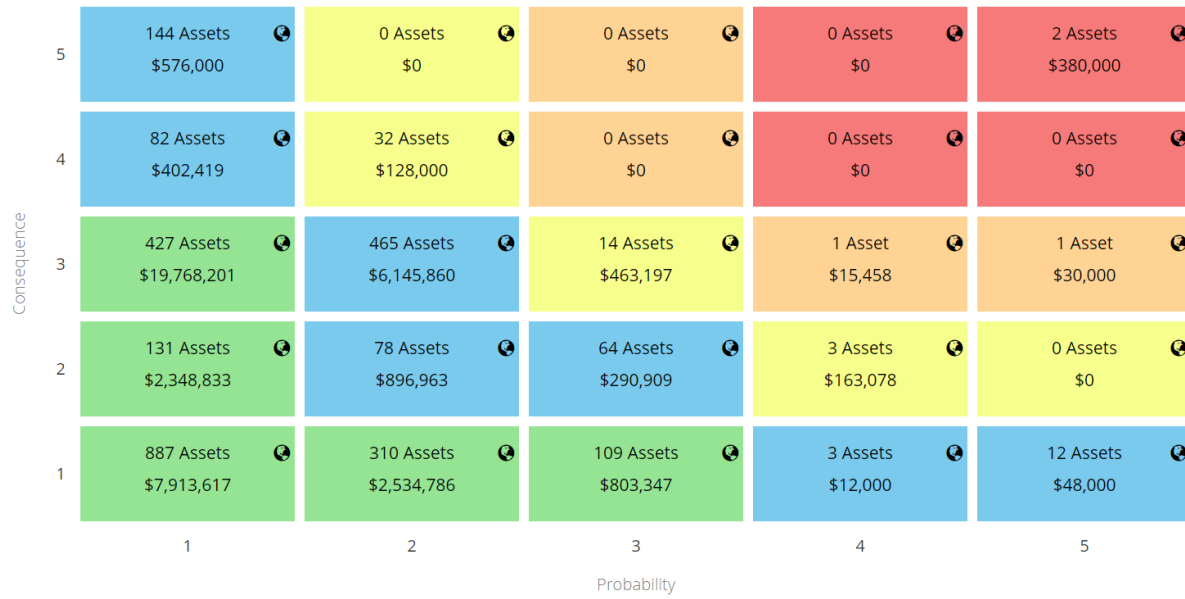 144 Assets
$576,000
0 Assets
$0
0 Assets
$0
0 Assets
$0
2 Assets
$380,000
5
82 Assets
$402,419
32 Assets
$128,000
0 Assets
$0
0 Assets
$0
0 Assets
$0
4
427 Assets
$19,768,201
465 Assets
$6,145,860
14 Assets
$463,197
1 Asset
$15,458
1 Asset
$30,000
3
Consequence
131 Assets
$2,348,833
78 Assets
$896,963
64 Assets
$290,909
3 Assets
$163,078
0 Assets
$0
2
887 Assets
$7,913,617
310 Assets
$2,534,786
109 Assets
$803,347
3 Assets
$12,000
12 Assets
$48,000
1
1
2
3
4
5
Probability